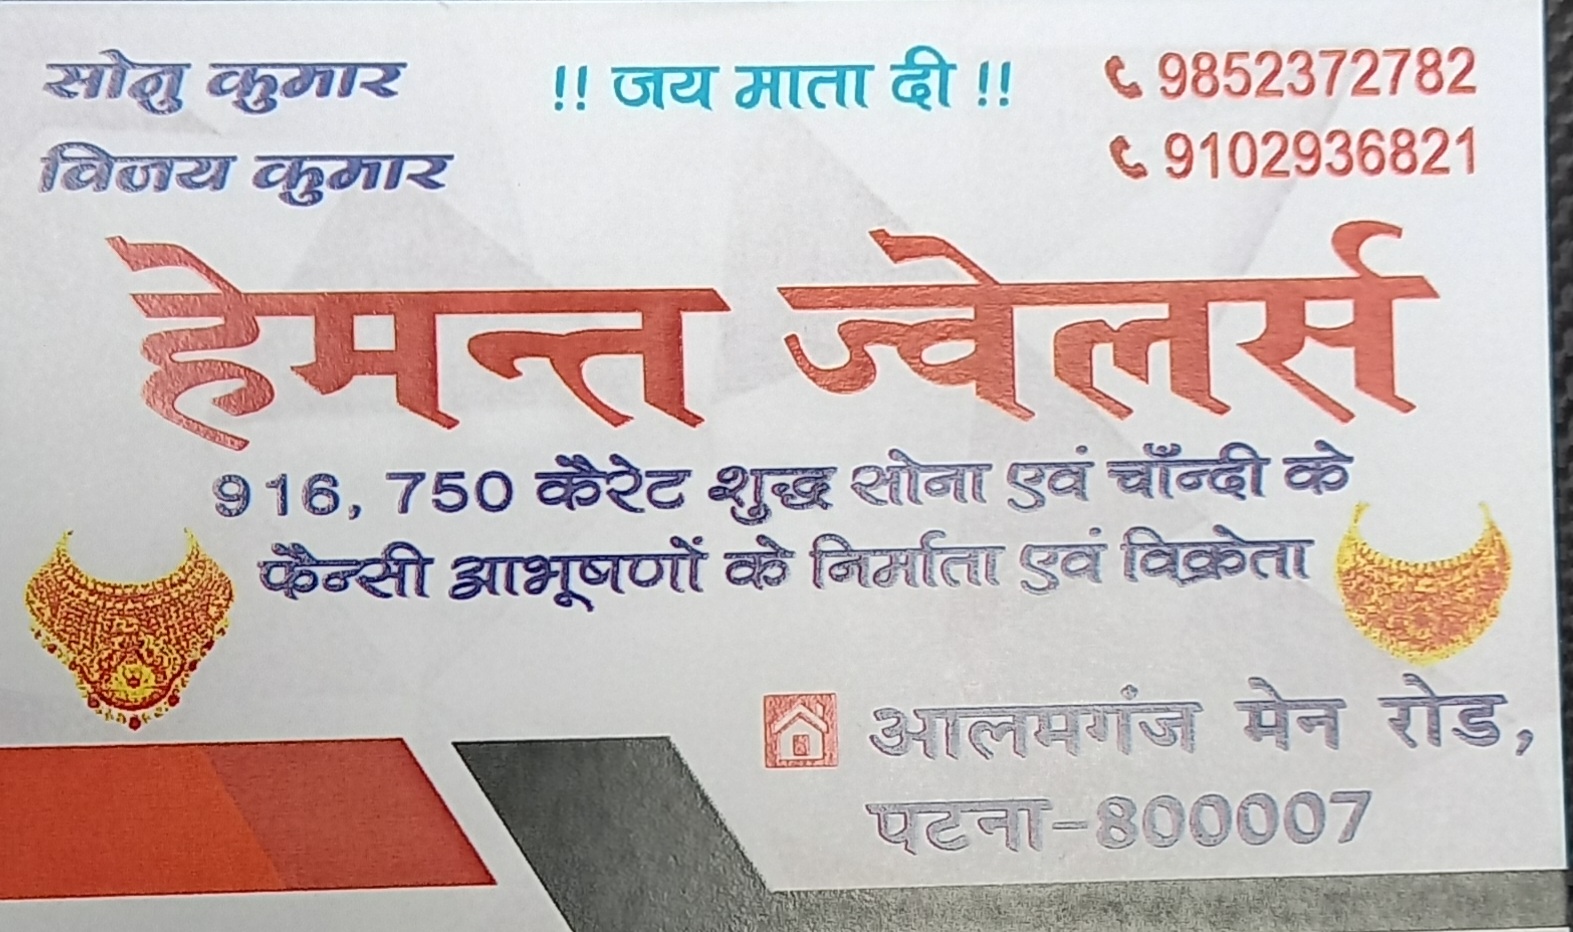 सोनु कुमार
विजय कुमार
!! जय माता दी !!
9852372782
9102936821
हेमन्त ज्वेलर्स
916, 750 कैरेट शुद्ध सोना एवं चाँन्दी के
फैन्सी आभूषणों के निर्माता एवं विक्रेता
आलमगंज मेन रोड,
पटना-800007